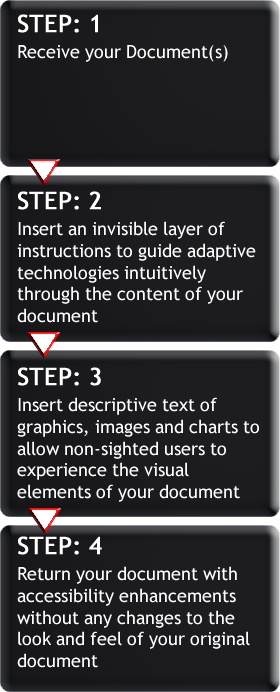 STEP: 1
Receive your Document(s)
STEP: 2
Insert an invisible layer of
instructions to guide adaptive
technologies intuitively
through the content of your
document
STEP: 3
Insert descriptive text of
graphics, images and charts to
allow non-sighted users to
experience the visual
elements of your document
STEP: 4
Return your document with
accessibility enhancements
without any changes to the
look and feel of your original
document